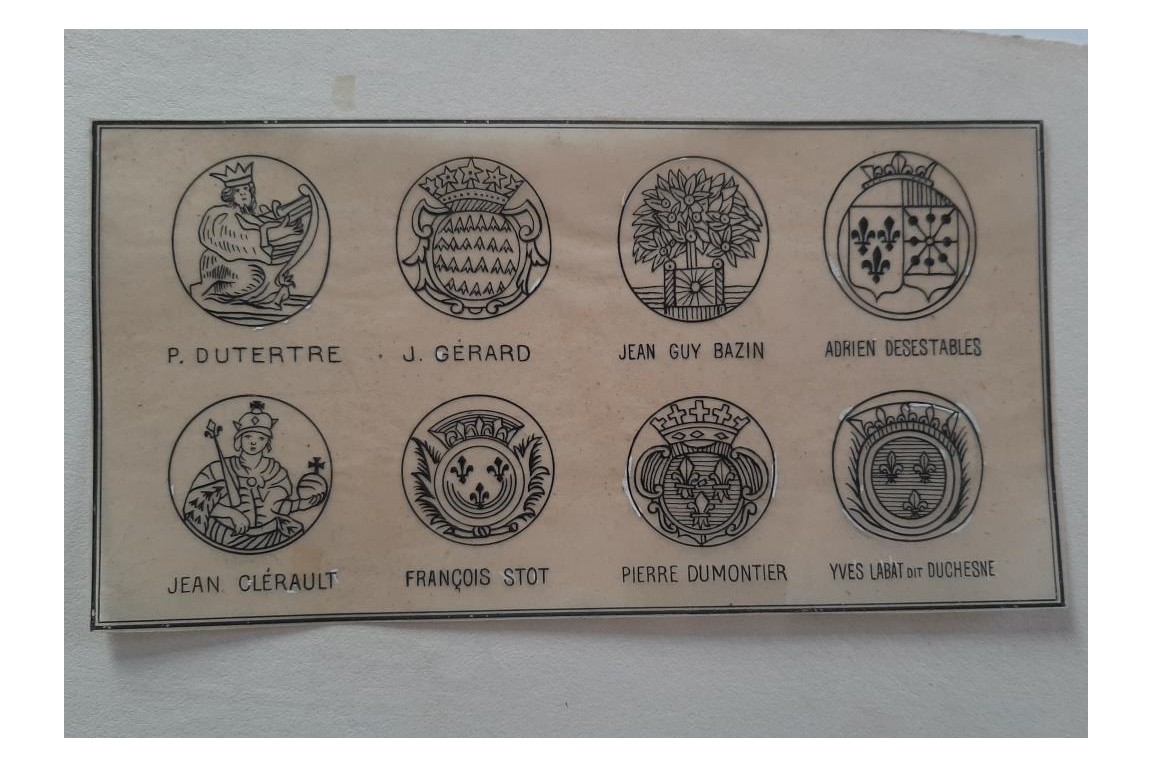 P. DUTERTRE
J. GÉRARD
JEAN GUY BAZIN
ADRIEN DESESTABLES
JEAN CLÉRAULT
FRANÇOIS STOT
PIERRE DUMONTIER
YVES LABAT DIT DUCHESNE